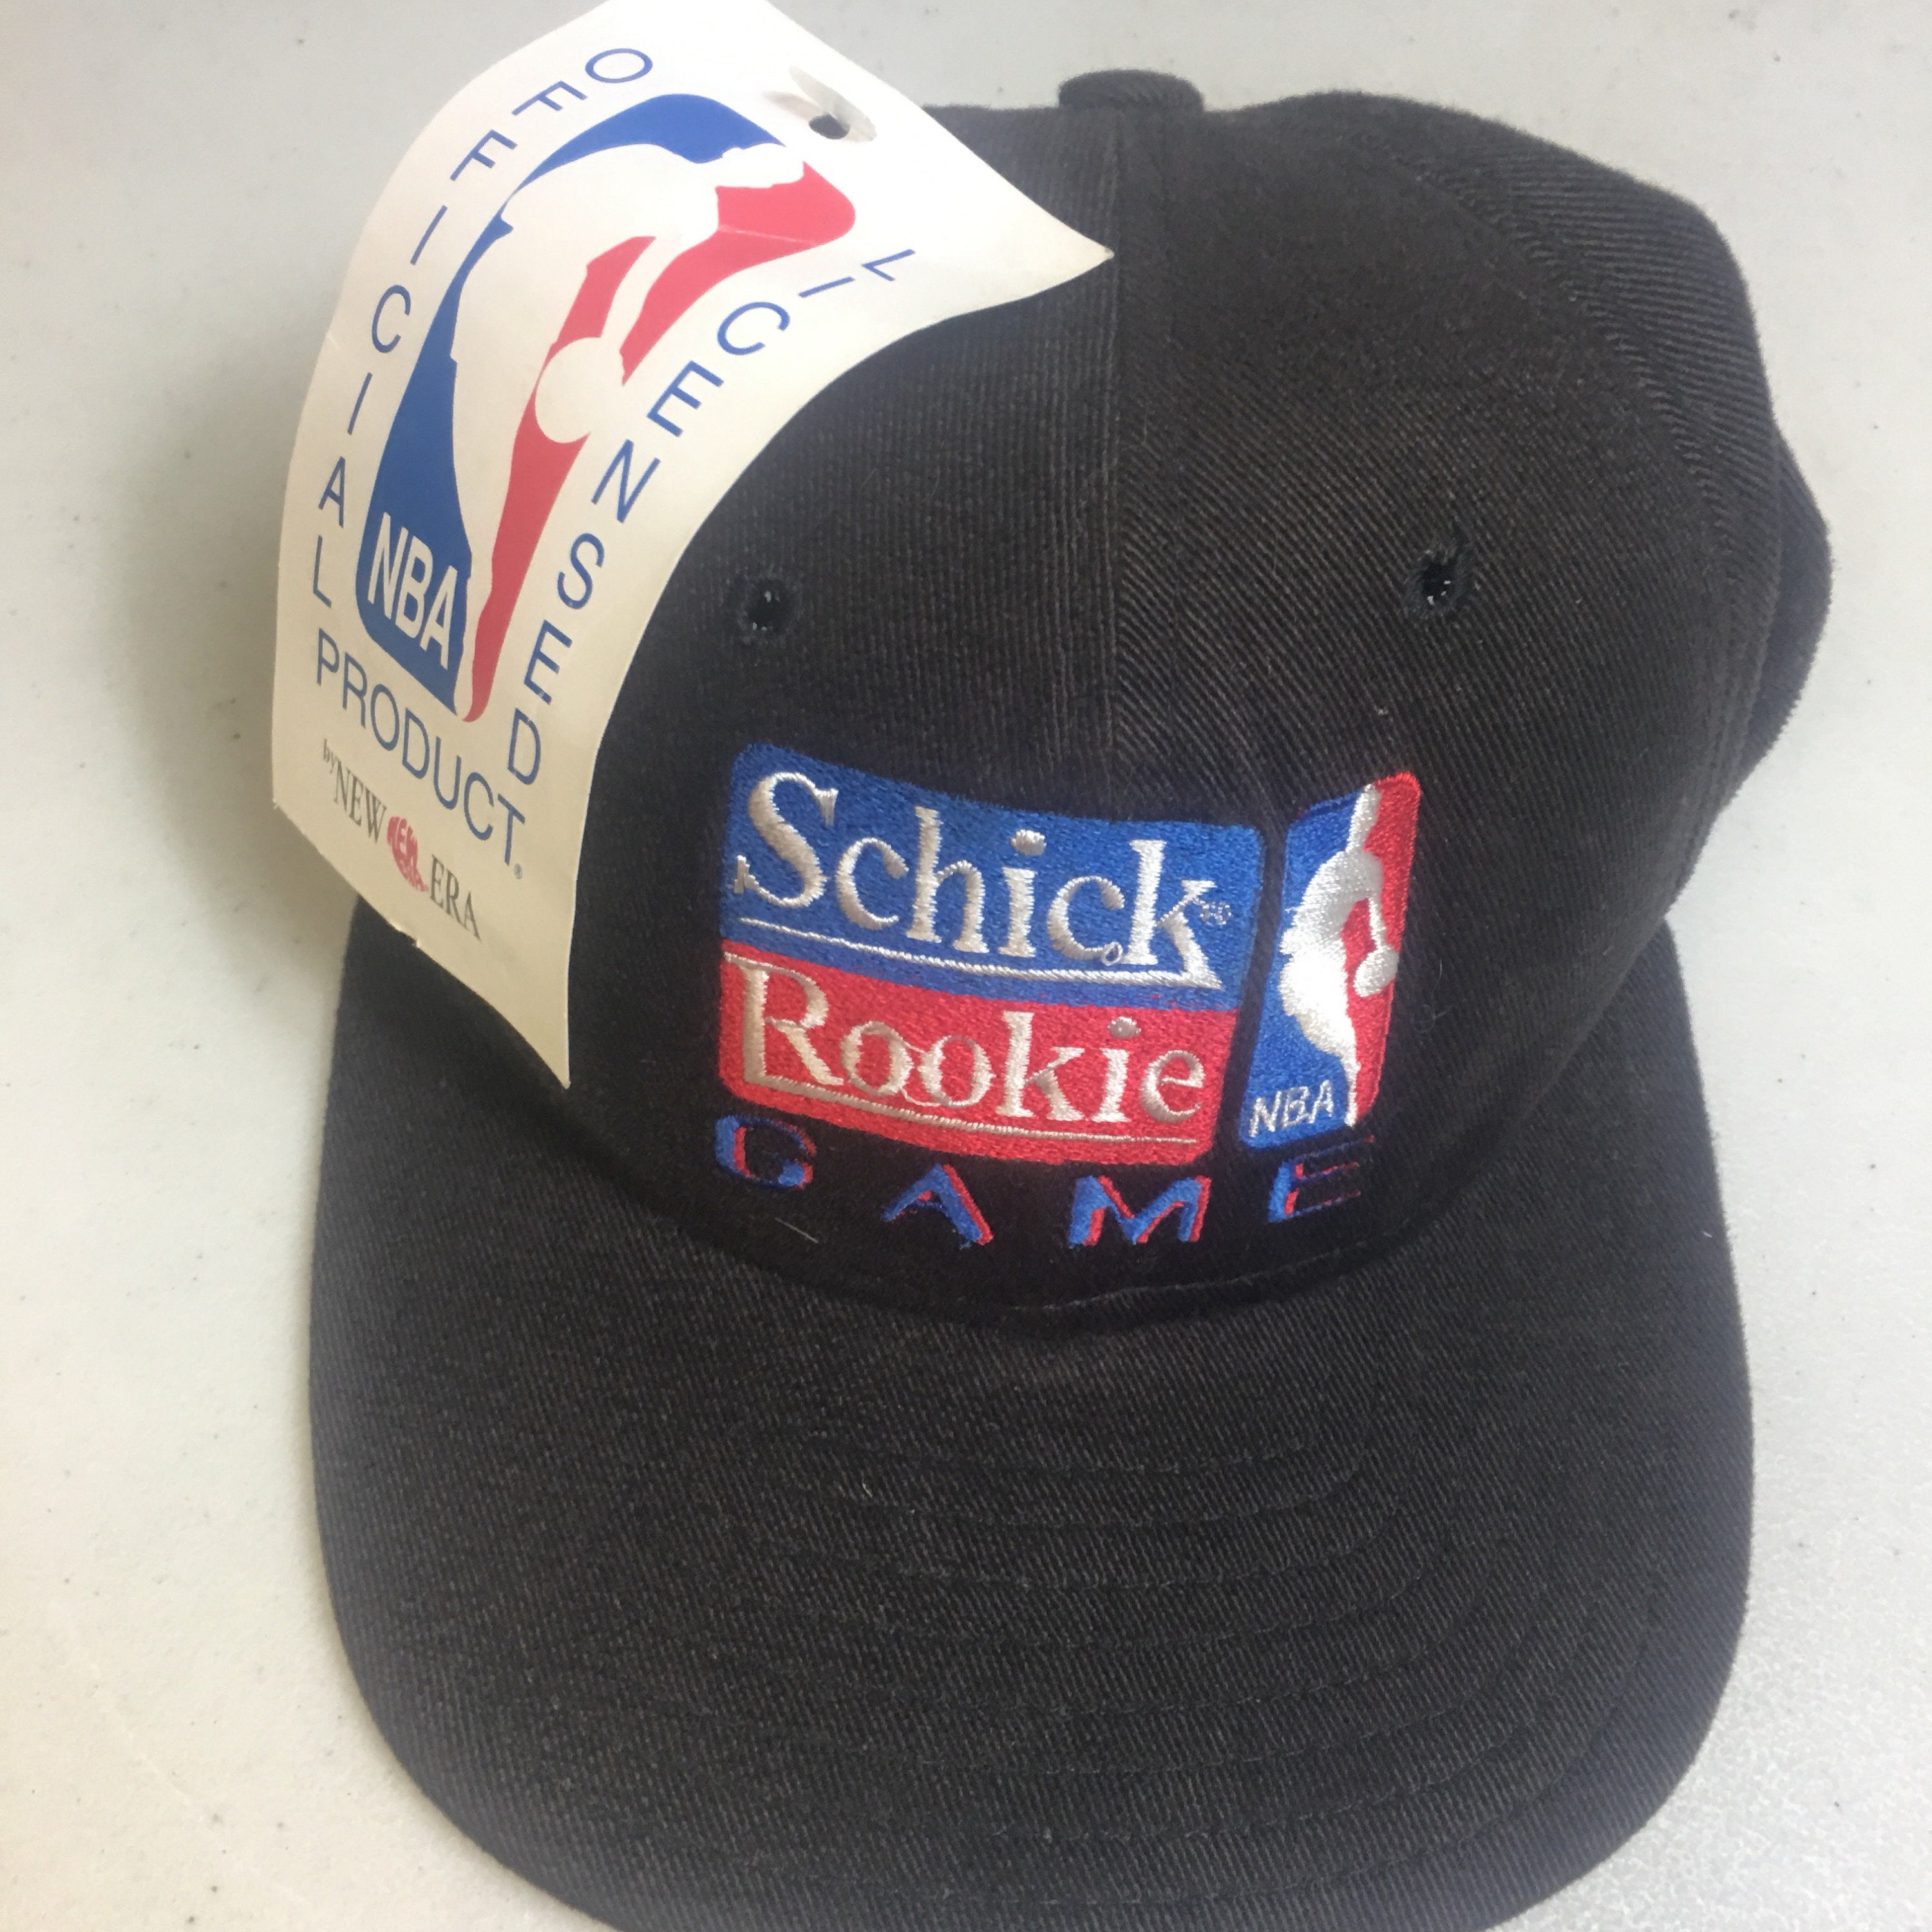 OFFICIAL LICENSED
NBA
PRODUCT®
by NEW ERA
Schick
Rookie
NBA
GAME